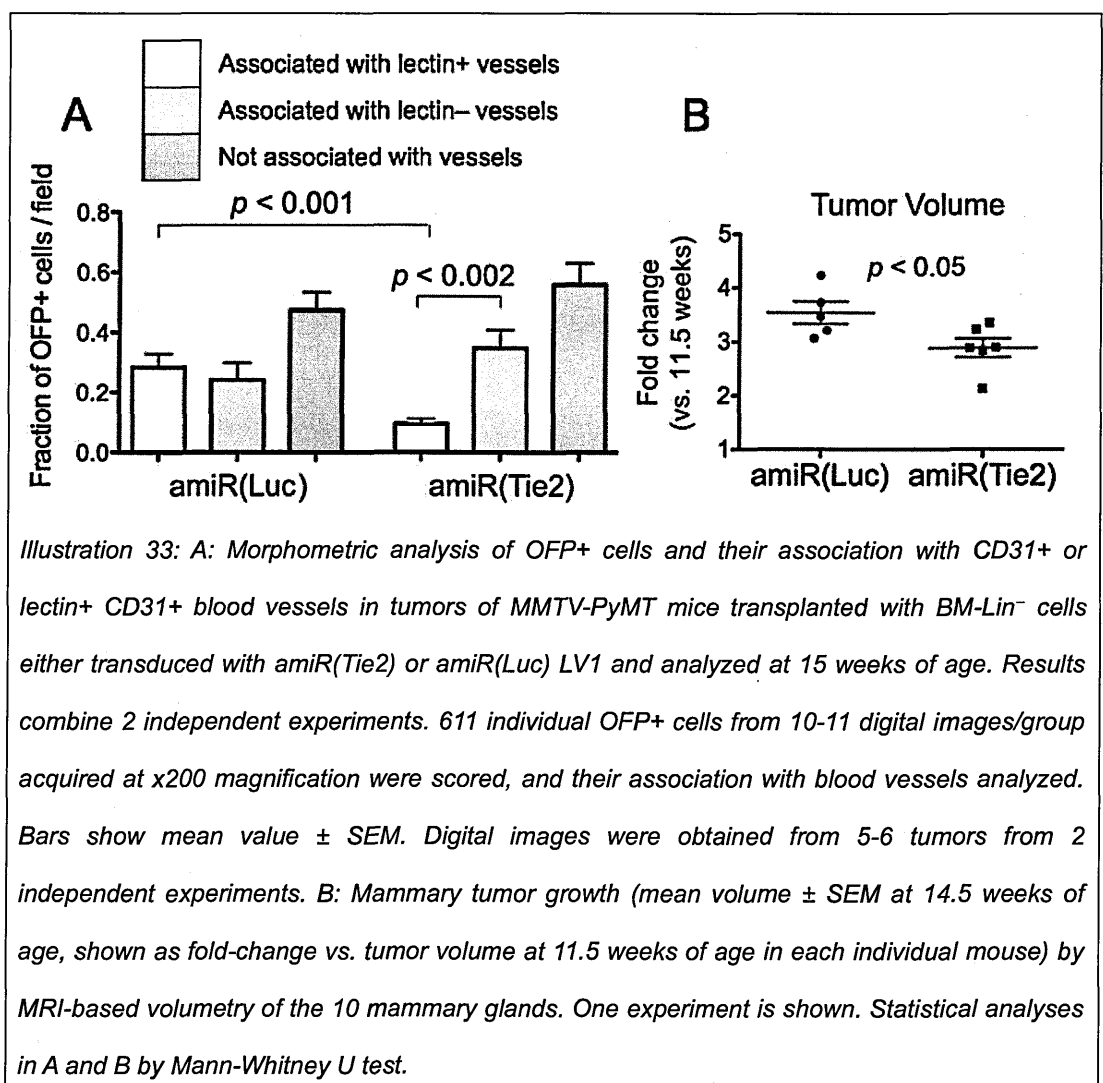 Associated with lectin+ vessels
Associated with lectin– vessels
Not associated with vessels
A
Fraction of OFP+ cells / field
0.8
0.6
0.4
0.2
0.0
p < 0.001
p < 0.002
amiR(Luc)
amiR(Tie2)
B
Tumor Volume
Fold change
(vs. 11.5 weeks)
5
4
3
2
1
p < 0.05
amiR(Luc)
amiR(Tie2)
Illustration 33: A: Morphometric analysis of OFP+ cells and their association with CD31+ or
lectin+ CD31+ blood vessels in tumors of MMTV-PyMT mice transplanted with BM-Lin⁻ cells
either transduced with amiR(Tie2) or amiR(Luc) LV1 and analyzed at 15 weeks of age. Results
combine 2 independent experiments. 611 individual OFP+ cells from 10-11 digital images/group
acquired at x200 magnification were scored, and their association with blood vessels analyzed.
Bars show mean value ± SEM. Digital images were obtained from 5-6 tumors from 2
independent experiments. B: Mammary tumor growth (mean volume ± SEM at 14.5 weeks of
age, shown as fold-change vs. tumor volume at 11.5 weeks of age in each individual mouse) by
MRI-based volumetry of the 10 mammary glands. One experiment is shown. Statistical analyses
in A and B by Mann-Whitney U test.